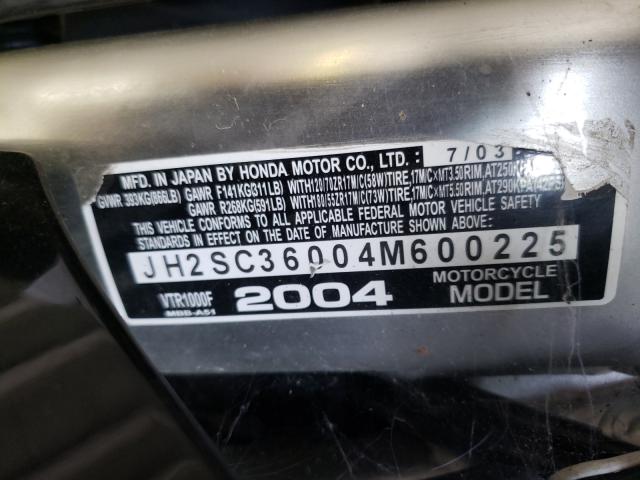 MFD. IN JAPAN BY HONDA MOTOR CO., LTD. 7/03
GVWR 393KG(866LB) GAWR F141KG(311LB) WITH120/70ZR17M/C(58W)TIRE,17M/C×MT3.50RIM,AT250K
GAWR R268KG(591LB) WITH180/55ZR17M/C(73W)TIRE,17M/C×MT5.50RIM,AT290KPA
THIS VEHICLE CONFORMS TO ALL APPLICABLE FEDERAL MOTOR VEHICLE SAFETY
STANDARDS IN EFFECT ON THE DATE OF MANUFACTURE SHOWN ABOVE.
JH2SC36004M600225
VTR1000F 2004 MOTORCYCLE
MBB-A51 MODEL